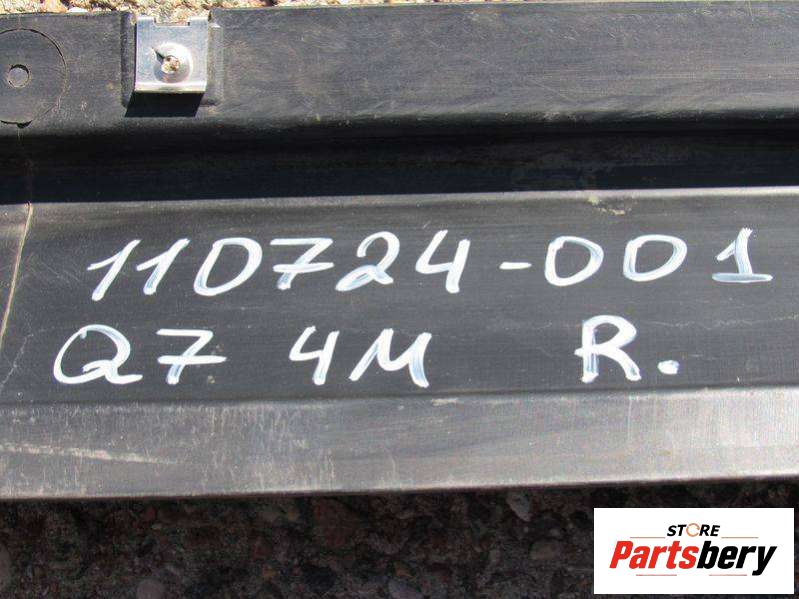 110724-001
Q7 4M R.
STORE
Partsbery